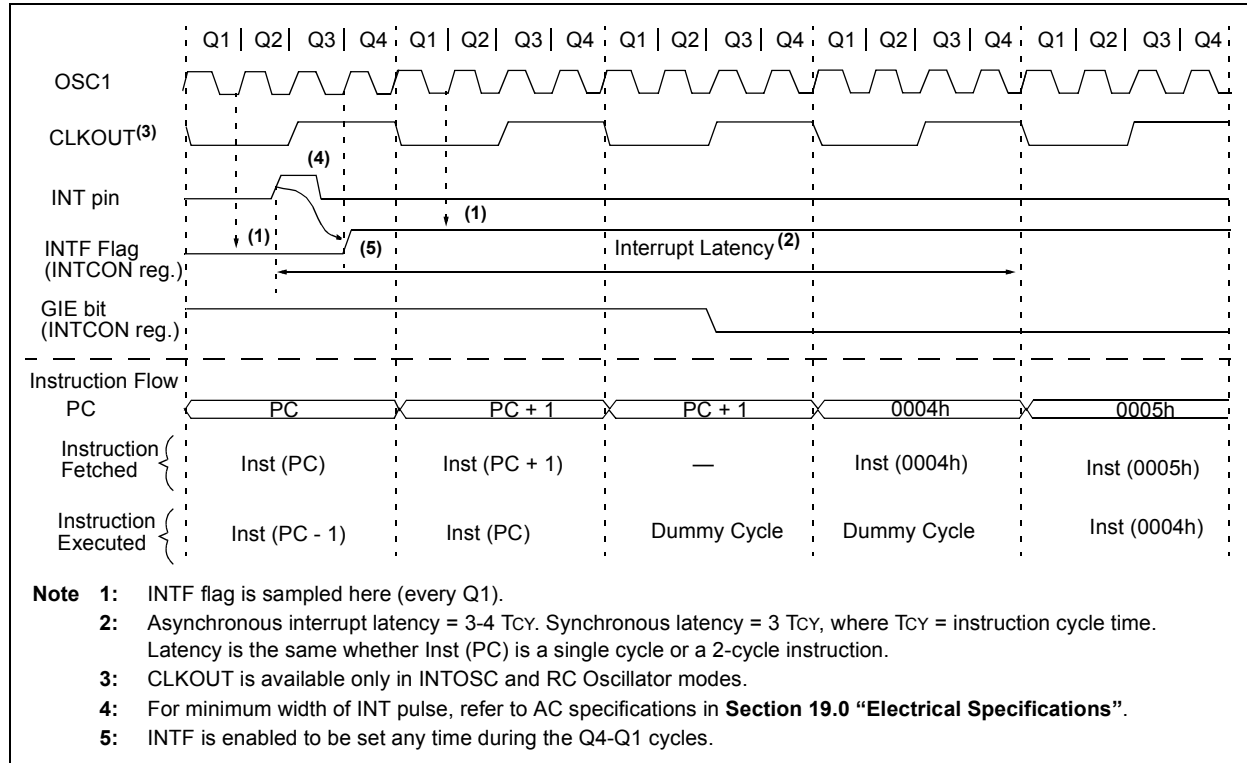 Q1 | Q2 | Q3 | Q4 Q1 | Q2 | Q3 | Q4 Q1 | Q2 | Q3 | Q4 Q1 | Q2 | Q3 | Q4 Q1 | Q2 | Q3 | Q4
OSC1
CLKOUT(3)
(4)
INT pin
(1)
(1)
(5)
INTF Flag
(INTCON reg.)
Interrupt Latency(2)
GIE bit
(INTCON reg.)
Instruction Flow
PC PC PC + 1 PC + 1 0004h 0005h
Instruction
Fetched
Inst (PC) Inst (PC + 1) — Inst (0004h) Inst (0005h)
Instruction
Executed
Inst (PC - 1) Inst (PC) Dummy Cycle Dummy Cycle Inst (0004h)
Note 1: INTF flag is sampled here (every Q1).
2: Asynchronous interrupt latency = 3-4 TCY. Synchronous latency = 3 TCY, where TCY = instruction cycle time.
Latency is the same whether Inst (PC) is a single cycle or a 2-cycle instruction.
3: CLKOUT is available only in INTOSC and RC Oscillator modes.
4: For minimum width of INT pulse, refer to AC specifications in Section 19.0 “Electrical Specifications”.
5: INTF is enabled to be set any time during the Q4-Q1 cycles.